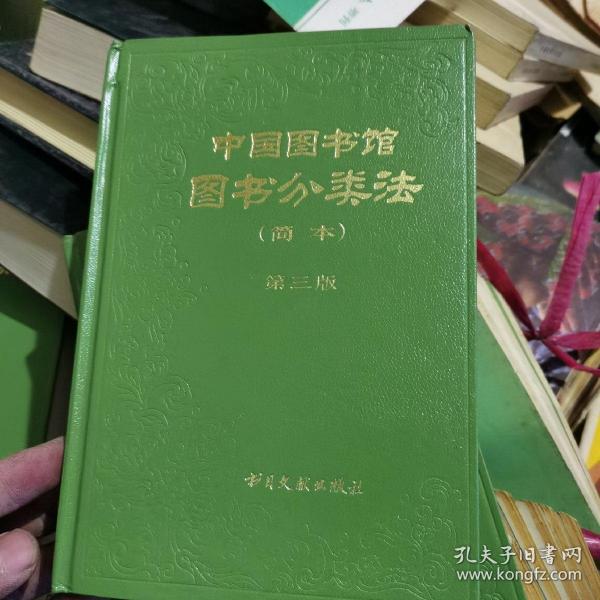 中国图书馆
图书分类法
(简本)
第三版
书目文献出版社
孔夫子旧書网
www.kongfz.com